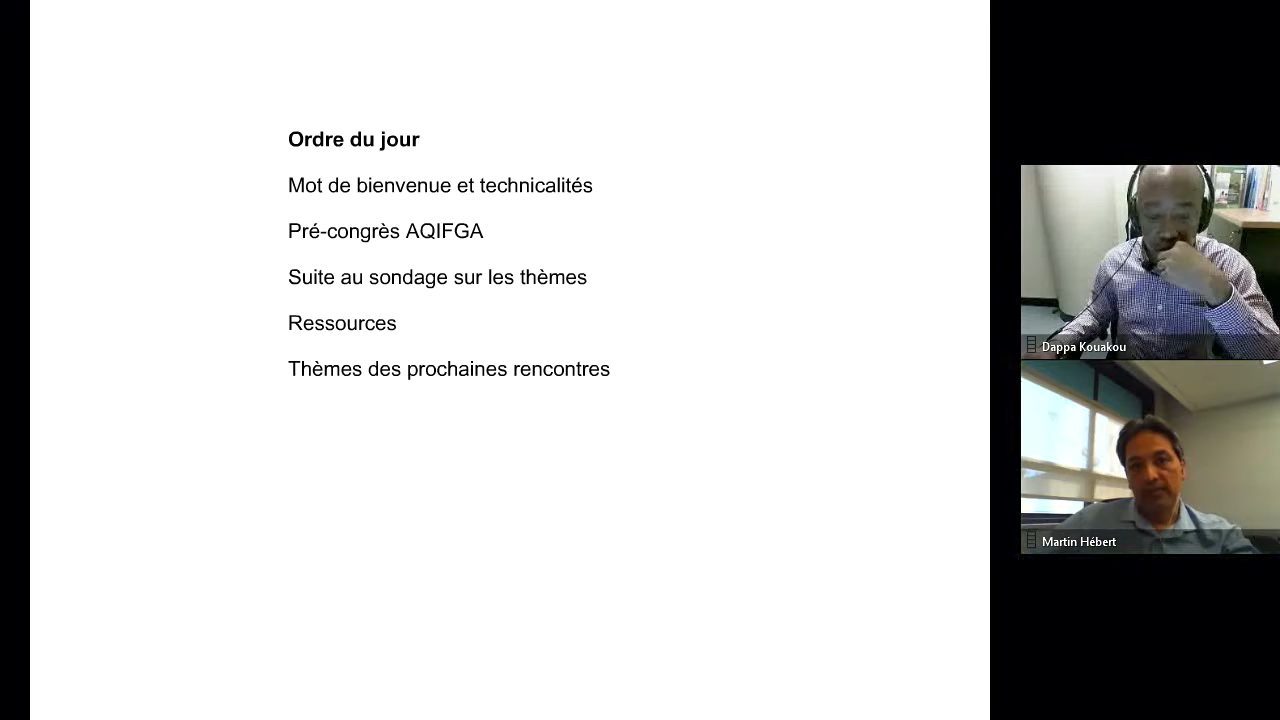 Ordre du jour
Mot de bienvenue et technicalités
Pré-congrès AQIFGA
Suite au sondage sur les thèmes
Ressources
Thèmes des prochaines rencontres
Dappa Kouakou
Martin Hébert